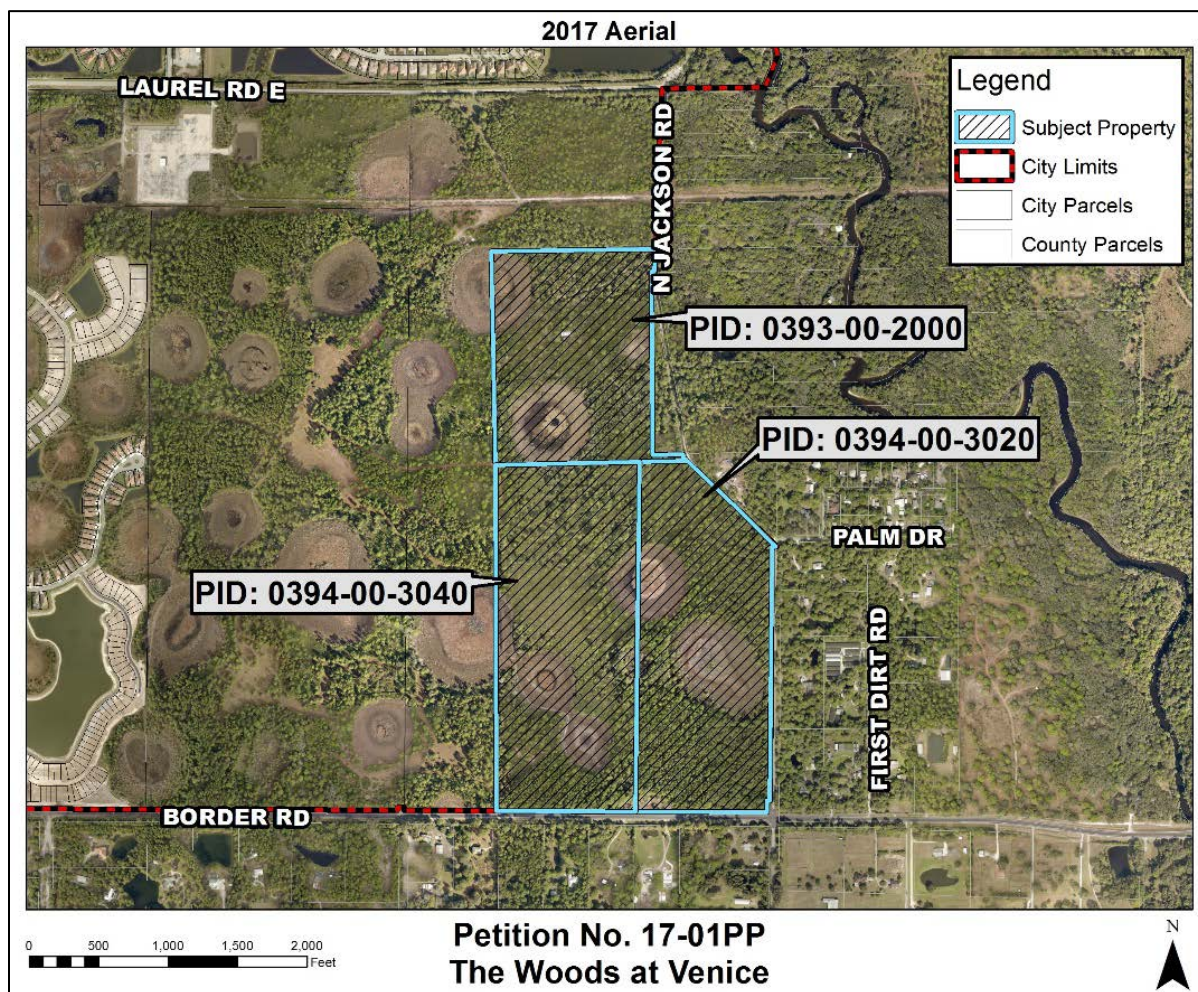 2017 Aerial
LAUREL RD E
N JACKSON RD
Legend
Subject Property
City Limits
City Parcels
County Parcels
PID: 0393-00-2000
PID: 0394-00-3020
PALM DR
PID: 0394-00-3040
FIRST DIRT RD
BORDER RD
0 500 1,000 1,500 2,000
Feet
Petition No. 17-01PP
The Woods at Venice
N